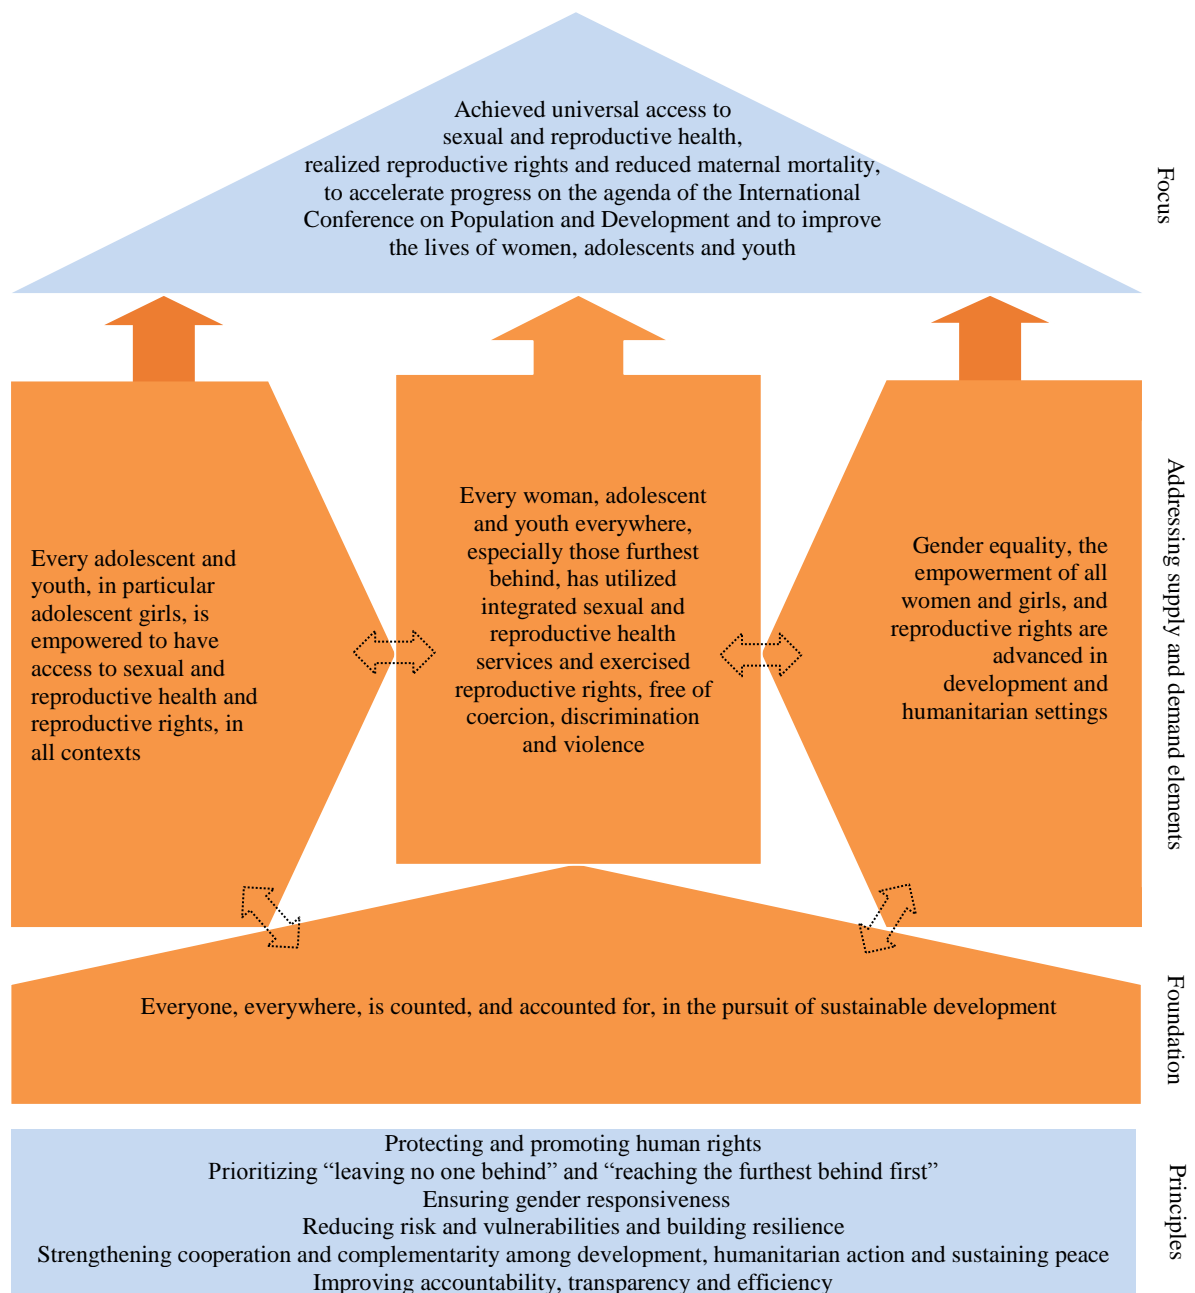 Achieved universal access to
sexual and reproductive health,
realized reproductive rights and reduced maternal mortality,
to accelerate progress on the agenda of the International
Conference on Population and Development and to improve
the lives of women, adolescents and youth
Focus
Every adolescent and
youth, in particular
adolescent girls, is
empowered to have
access to sexual and
reproductive health and
reproductive rights, in
all contexts
Every woman, adolescent
and youth everywhere,
especially those furthest
behind, has utilized
integrated sexual and
reproductive health
services and exercised
reproductive rights, free of
coercion, discrimination
and violence
Gender equality, the
empowerment of all
women and girls, and
reproductive rights are
advanced in
development and
humanitarian settings
Addressing supply and demand elements
Everyone, everywhere, is counted, and accounted for, in the pursuit of sustainable development
Foundation
Protecting and promoting human rights
Prioritizing “leaving no one behind” and “reaching the furthest behind first”
Ensuring gender responsiveness
Reducing risk and vulnerabilities and building resilience
Strengthening cooperation and complementarity among development, humanitarian action and sustaining peace
Improving accountability, transparency and efficiency
Principles